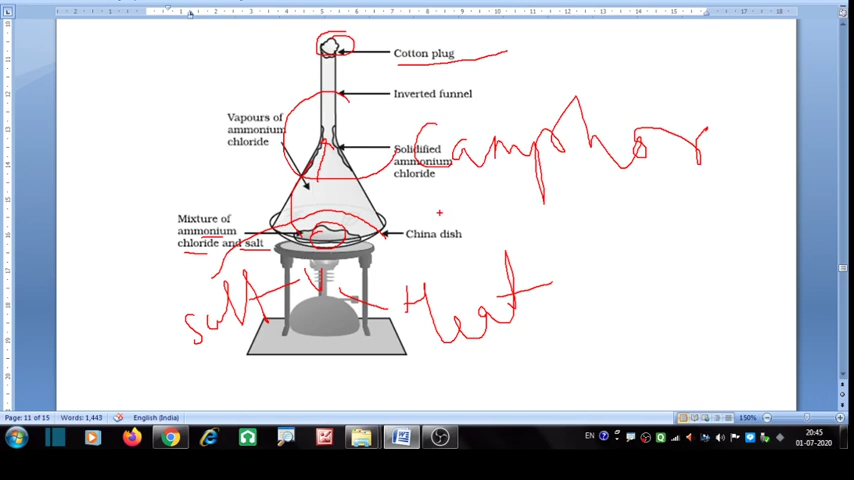 Cotton plug
Inverted funnel
Vapours of
ammonium
chloride
Camphor
Solidified
ammonium
chloride
Mixture of
ammonium
chloride and salt
China dish
Salt
Heat
Page: 11 of 15 Words: 1,443 English (India) 150%
EN 20:45
01-07-2020